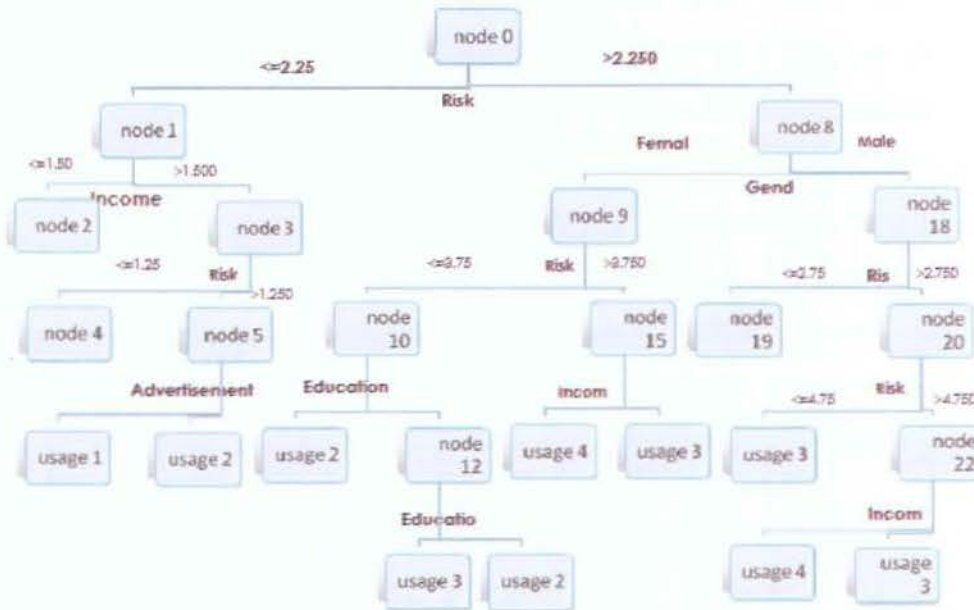 node 0
<=2.25
>2.250
Risk
node 1
node 8
Femal
Male
<=1.50
>1.500
Income
Gend
node 2
node 3
node 9
node
18
<=1.25
Risk
>1.250
<=3.75
Risk
>3.750
<=2.75
Ris
>2.750
node 4
node 5
node
10
node
15
node
19
node
20
Advertisement
Education
Incom
<=4.75
Risk
>4.750
usage 1
usage 2
usage 2
node
12
usage 4
usage 3
usage 3
node
22
Educatio
Incom
usage 3
usage 2
usage 4
usage
3